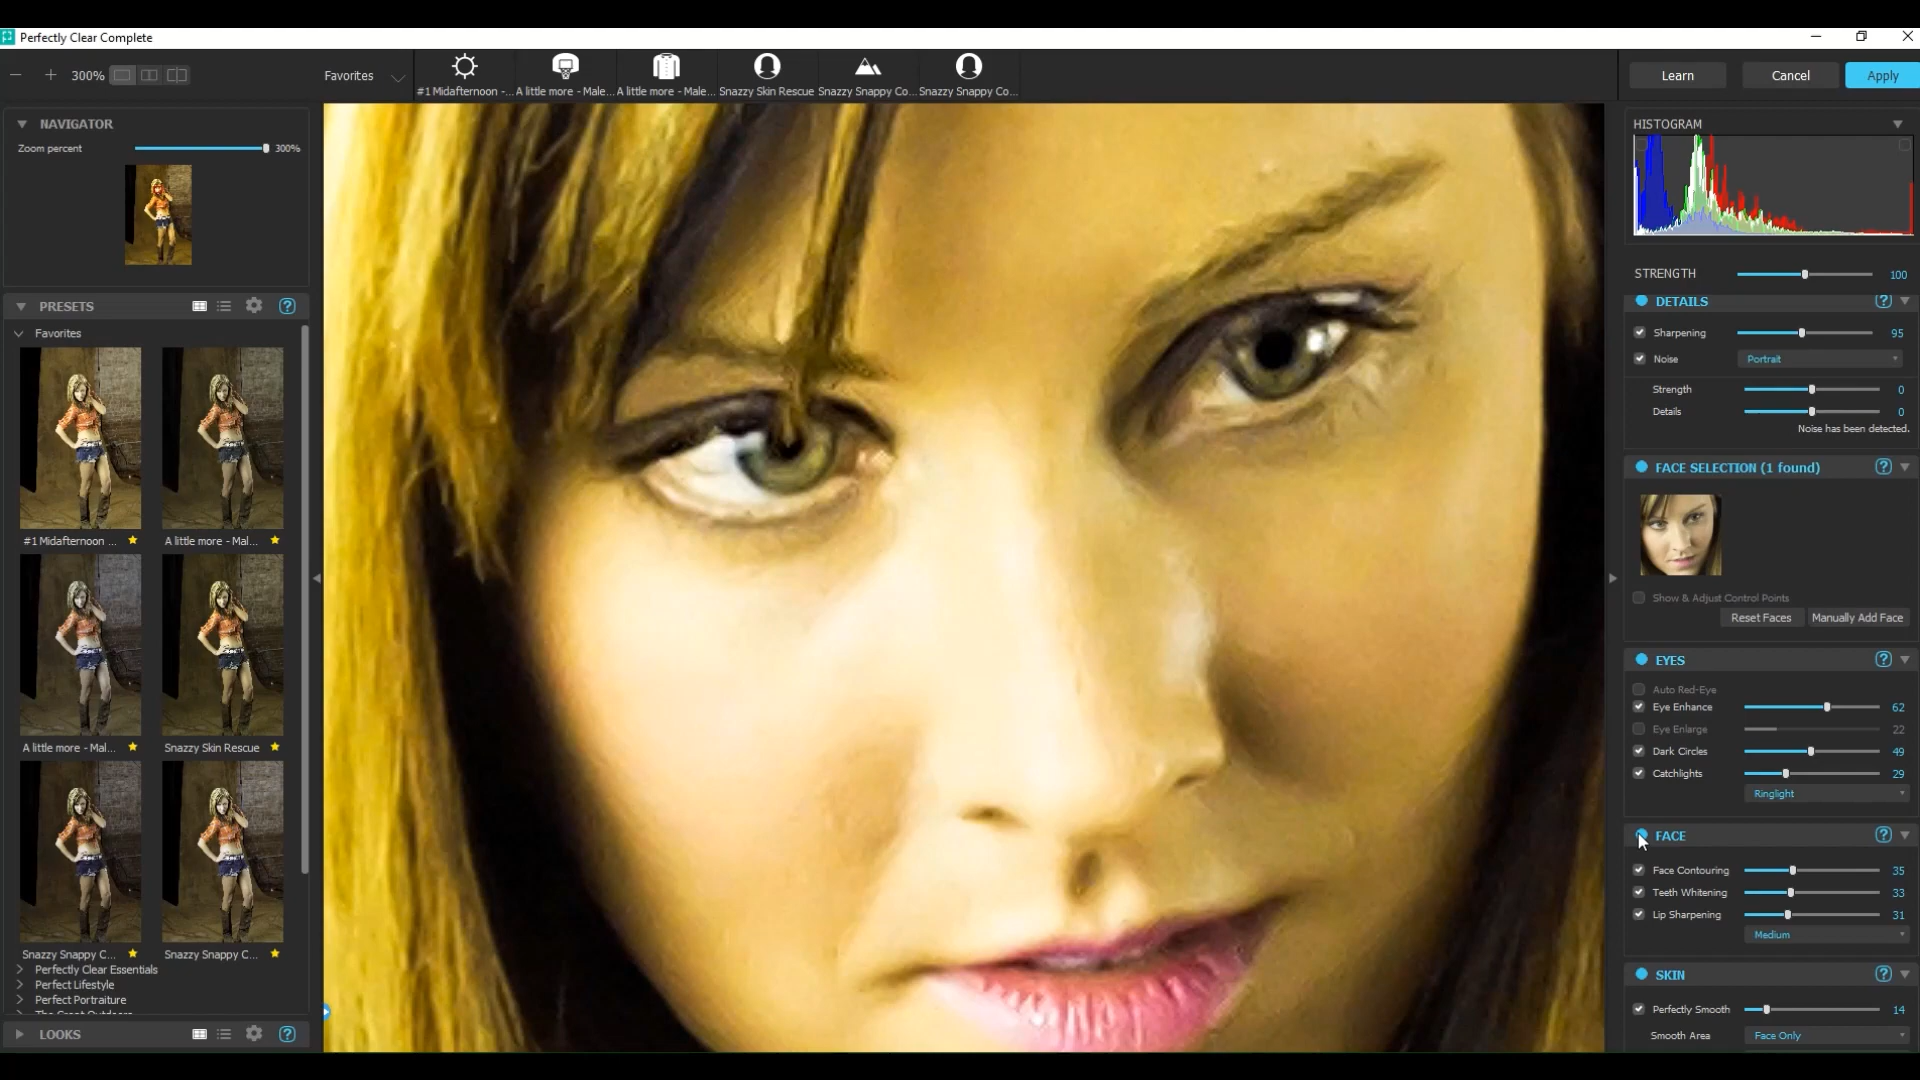 Perfectly Clear Complete
300%
Favorites
#1 Midafternoon -...
A little more - Male...
A little more - Male...
Snazzy Skin Rescue
Snazzy Snappy Co...
Snazzy Snappy Co...
Learn
Cancel
Apply
NAVIGATOR
Zoom percent 300%
PRESETS
Favorites
#1 Midafternoon ...
A little more - Mal...
A little more - Mal...
Snazzy Skin Rescue
Snazzy Snappy C...
Snazzy Snappy C...
Perfectly Clear Essentials
Perfect Lifestyle
Perfect Portraiture
The Great Outdoors
LOOKS
HISTOGRAM
STRENGTH 100
DETAILS
Sharpening 95
Noise Portrait
Strength 0
Details 0
Noise has been detected.
FACE SELECTION (1 found)
Show & Adjust Control Points
Reset Faces Manually Add Face
EYES
Auto Red-Eye
Eye Enhance 62
Eye Enlarge 22
Dark Circles 49
Catchlights 29
Ringlight
FACE
Face Contouring 35
Teeth Whitening 33
Lip Sharpening 31
Medium
SKIN
Perfectly Smooth 14
Smooth Area Face Only